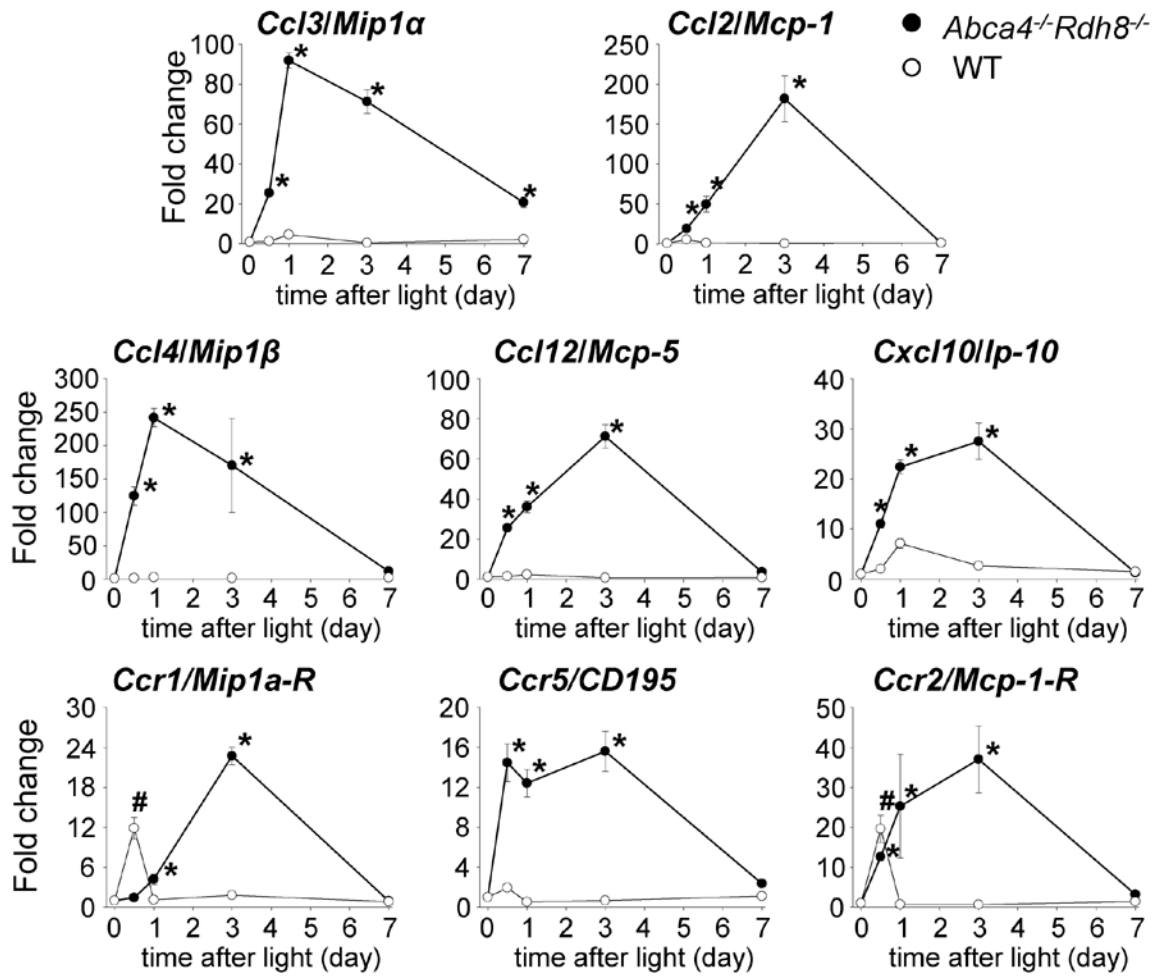 Ccl3/Mip1α
Fold change
100
80
60
40
20
0
*
*
*
*
0 1 2 3 4 5 6 7
time after light (day)
Ccl2/Mcp-1
250
200
150
100
50
0
*
*
*
0 1 2 3 4 5 6 7
time after light (day)
Abca4-/-Rdh8-/-
WT
Ccl4/Mip1β
Fold change
300
250
200
150
100
50
0
*
*
*
0 1 2 3 4 5 6 7
time after light (day)
Ccl12/Mcp-5
100
80
60
40
20
0
*
*
*
0 1 2 3 4 5 6 7
time after light (day)
Cxcl10/Ip-10
40
30
20
10
0
*
*
*
0 1 2 3 4 5 6 7
time after light (day)
Ccr1/Mip1a-R
Fold change
30
24
18
12
6
0
#
*
*
0 1 2 3 4 5 6 7
time after light (day)
Ccr5/CD195
20
16
12
8
4
0
*
*
*
0 1 2 3 4 5 6 7
time after light (day)
Ccr2/Mcp-1-R
50
40
30
20
10
0
#
*
*
*
0 1 2 3 4 5 6 7
time after light (day)